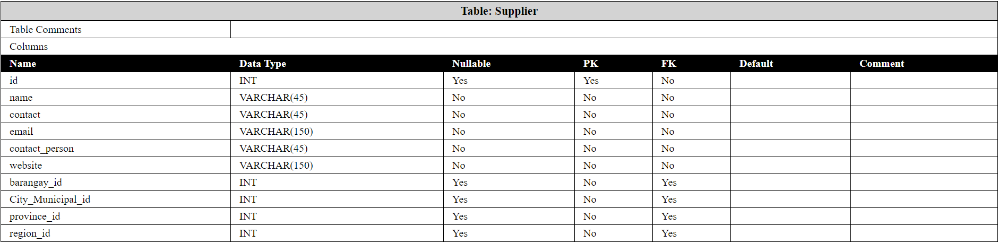 Table: Supplier
Table Comments
Columns
Name Data Type Nullable PK FK Default Comment
id INT Yes Yes No
name VARCHAR(45) No No No
contact VARCHAR(45) No No No
email VARCHAR(150) No No No
contact_person VARCHAR(45) No No No
website VARCHAR(150) No No No
barangay_id INT Yes No Yes
City_Municipal_id INT Yes No Yes
province_id INT Yes No Yes
region_id INT Yes No Yes